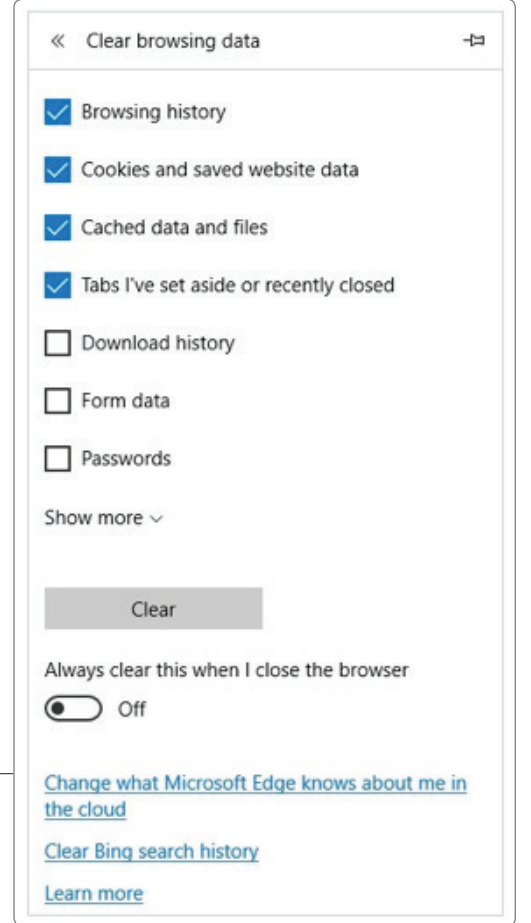 Clear browsing data
Browsing history
Cookies and saved website data
Cached data and files
Tabs I've set aside or recently closed
Download history
Form data
Passwords
Show more
Clear
Always clear this when I close the browser
Off
Change what Microsoft Edge knows about me in
the cloud
Clear Bing search history
Learn more